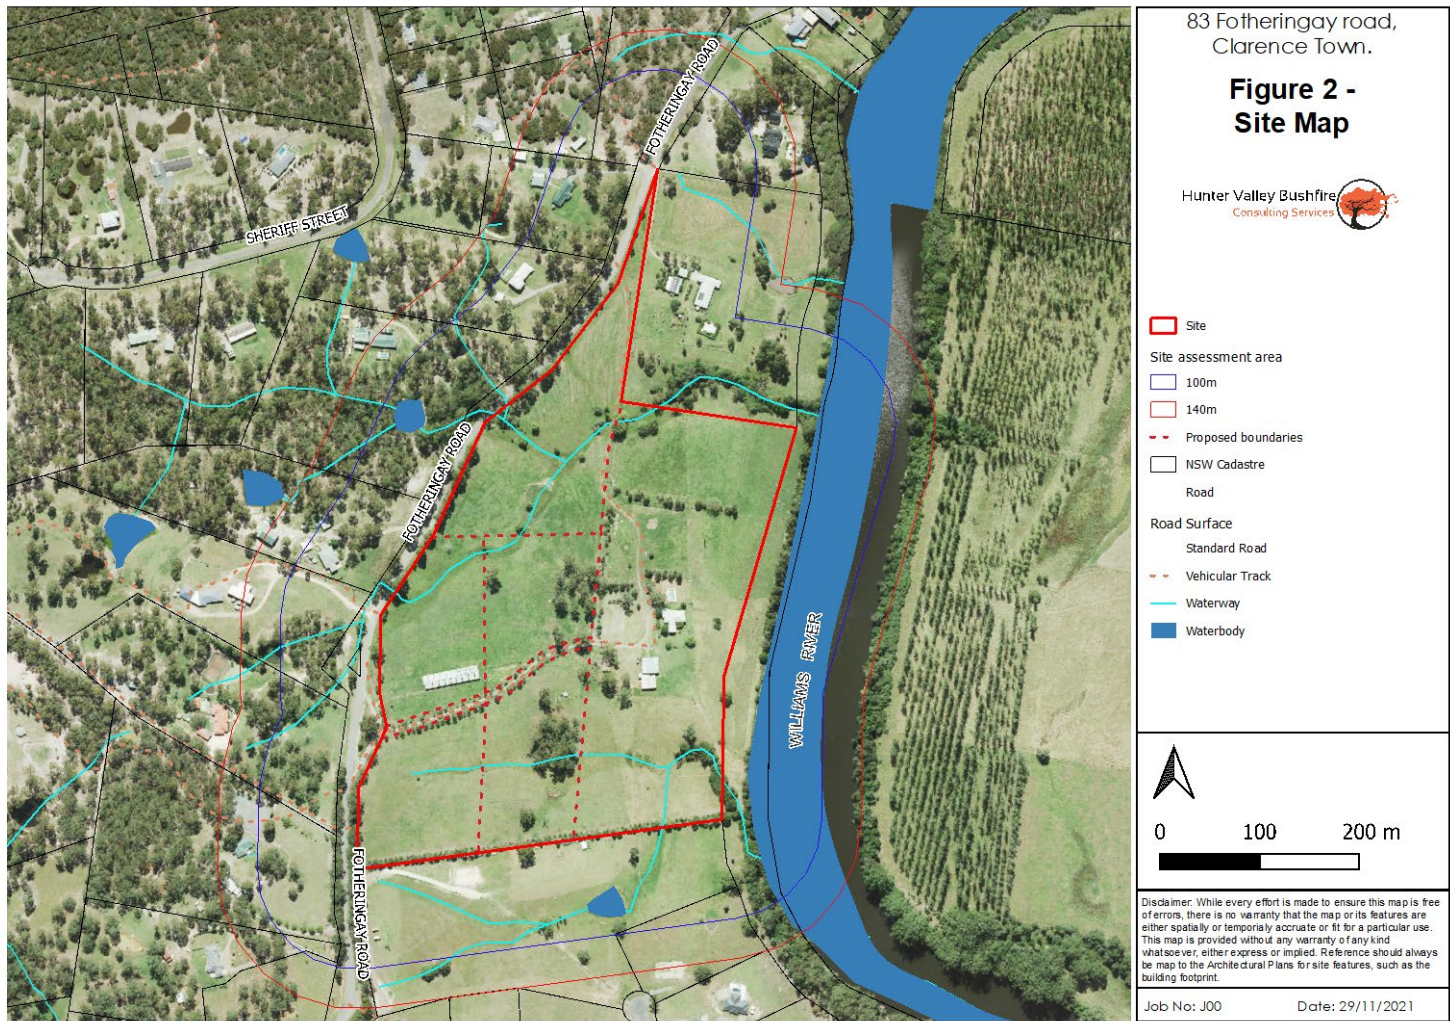 83 Fotheringay road,
Clarence Town.
Figure 2 -
Site Map
Hunter Valley Bushfire
Consulting Services
Site
Site assessment area
100m
140m
Proposed boundaries
NSW Cadastre
Road
Road Surface
Standard Road
Vehicular Track
Waterway
Waterbody
0 100 200 m
Disclaimer: While every effort is made to ensure this map is free
of errors, there is no warranty that the map or its features are
either spatially or temporialy accruate or fit for a particular use.
This map is provided without any warranty of any kind
whatsoever, either express or implied. Reference should always
be map to the Architectural Plans for site features, such as the
building footprint.
Job No: J00 Date: 29/11/2021
FOTHERINGAY ROAD
SHERIFF STREET
FOTHERINGAY ROAD
WILLIAMS RIVER
FOTHERINGAY ROAD